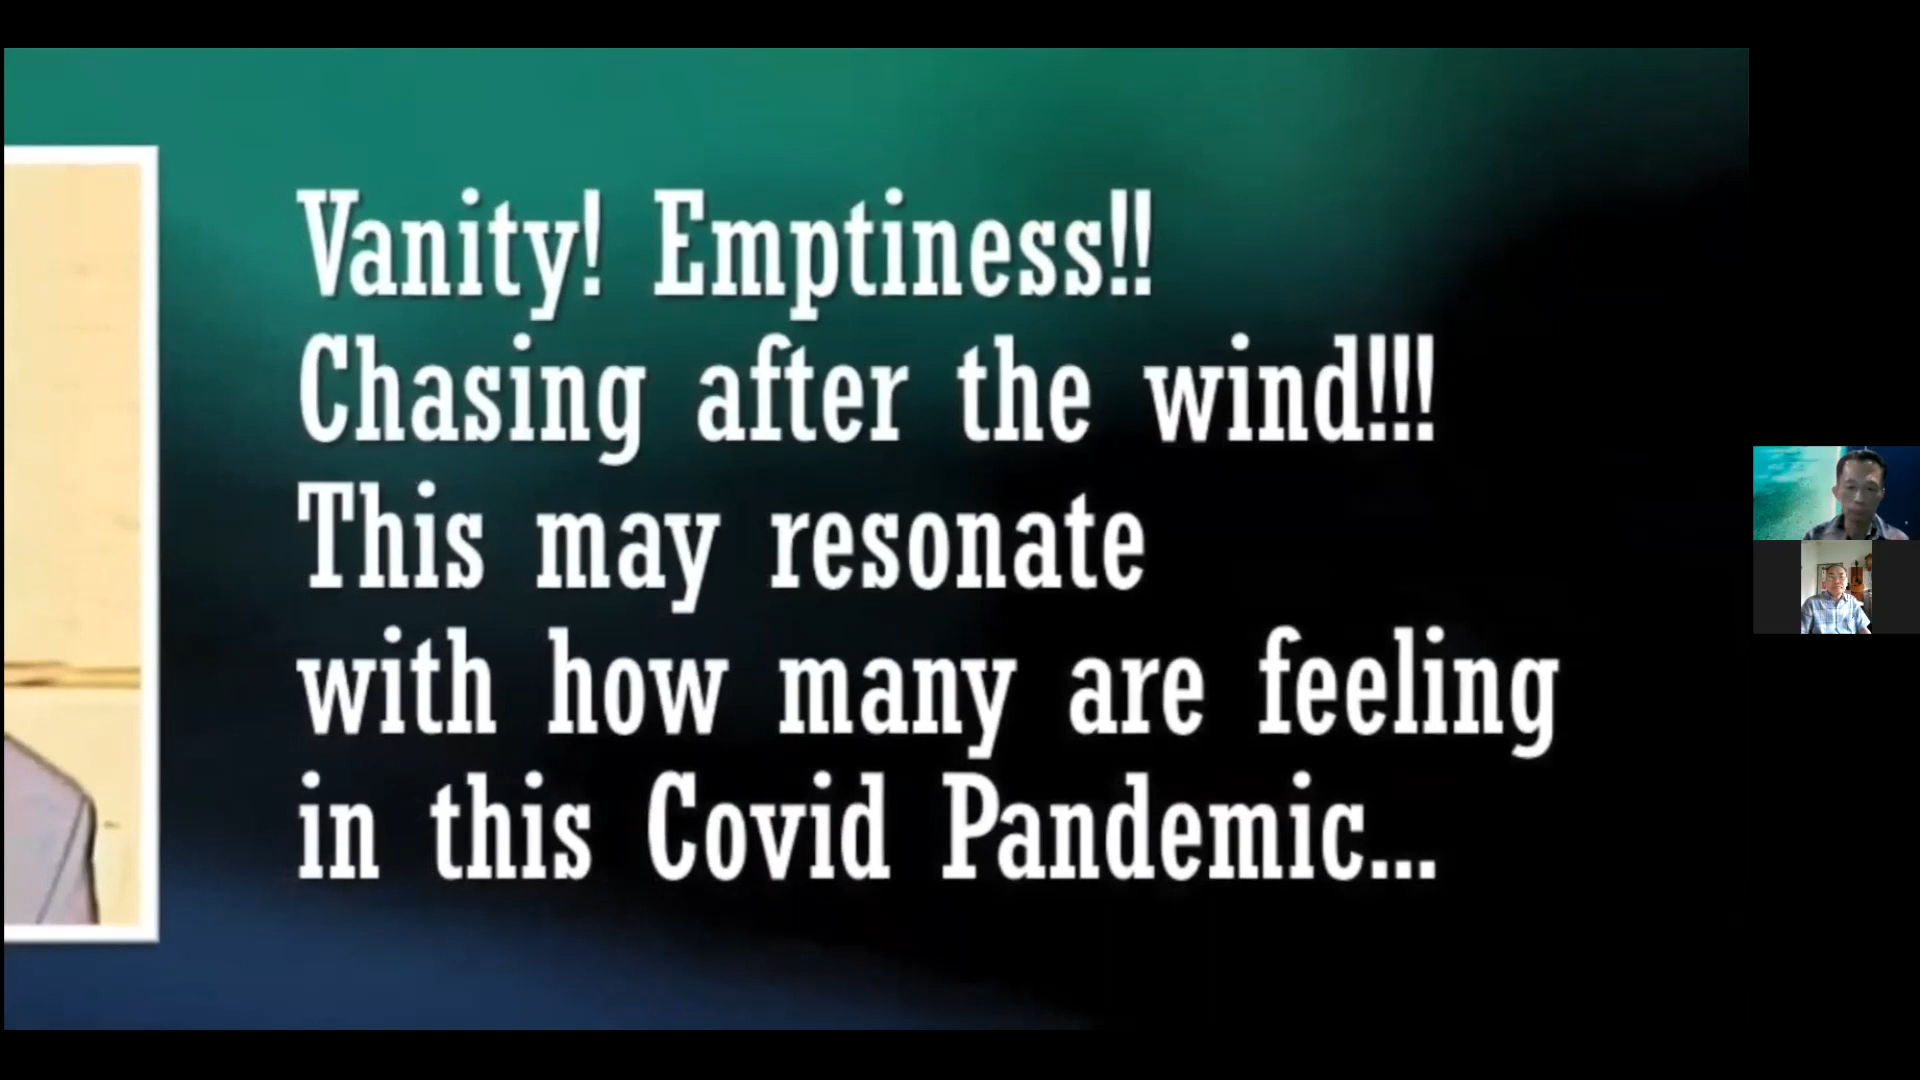 Vanity! Emptiness!!
Chasing after the wind!!!
This may resonate
with how many are feeling
in this Covid Pandemic...